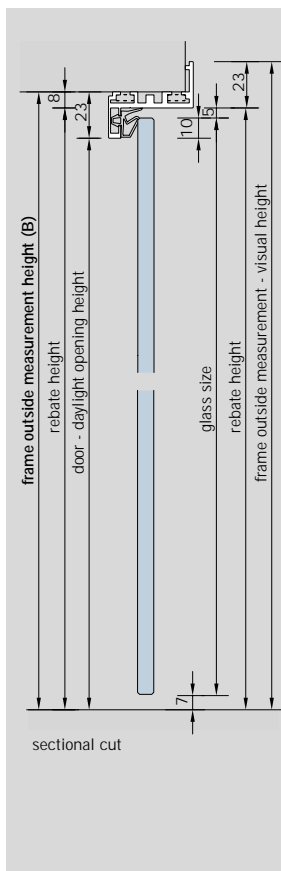 8
23
5
23
10
frame outside measurement height (B)
rebate height
door - daylight opening height
glass size
rebate height
frame outside measurement - visual height
7
sectional cut